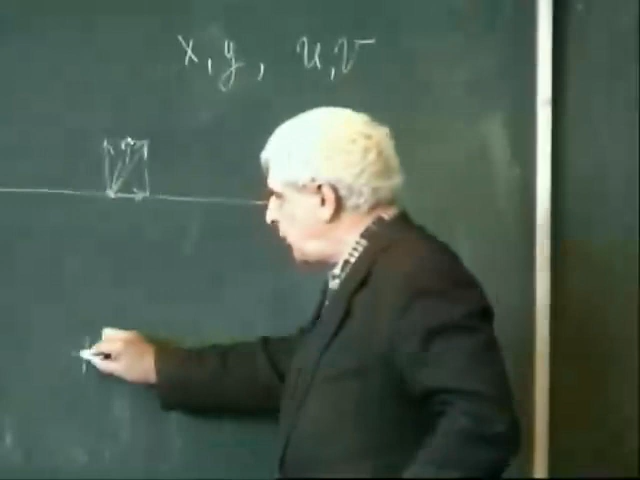 x, y, u, v